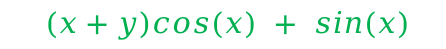 (x + y)cos(x) + sin(x)